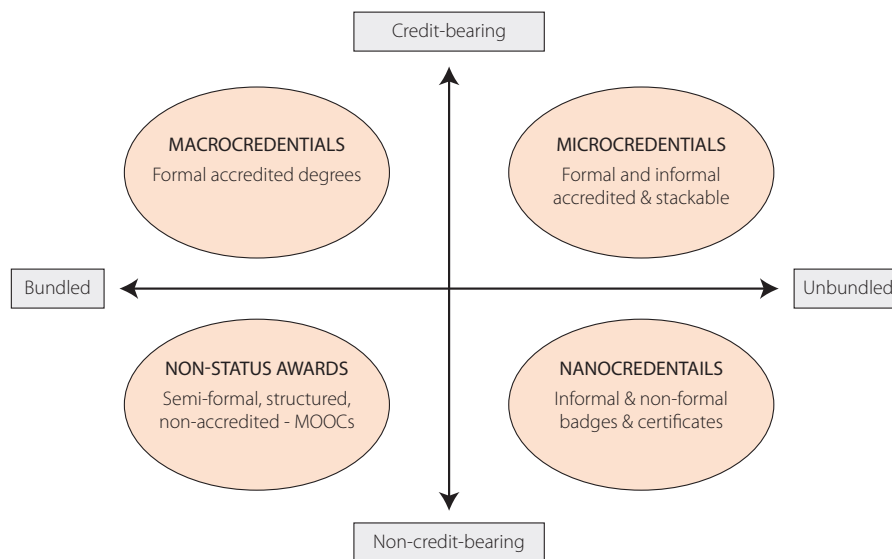 Credit-bearing
MACROCREDENTIALS
Formal accredited degrees
MICROCREDENTIALS
Formal and informal
accredited & stackable
Bundled
Unbundled
NON-STATUS AWARDS
Semi-formal, structured,
non-accredited - MOOCs
NANOCREDENTAILS
Informal & non-formal
badges & certificates
Non-credit-bearing